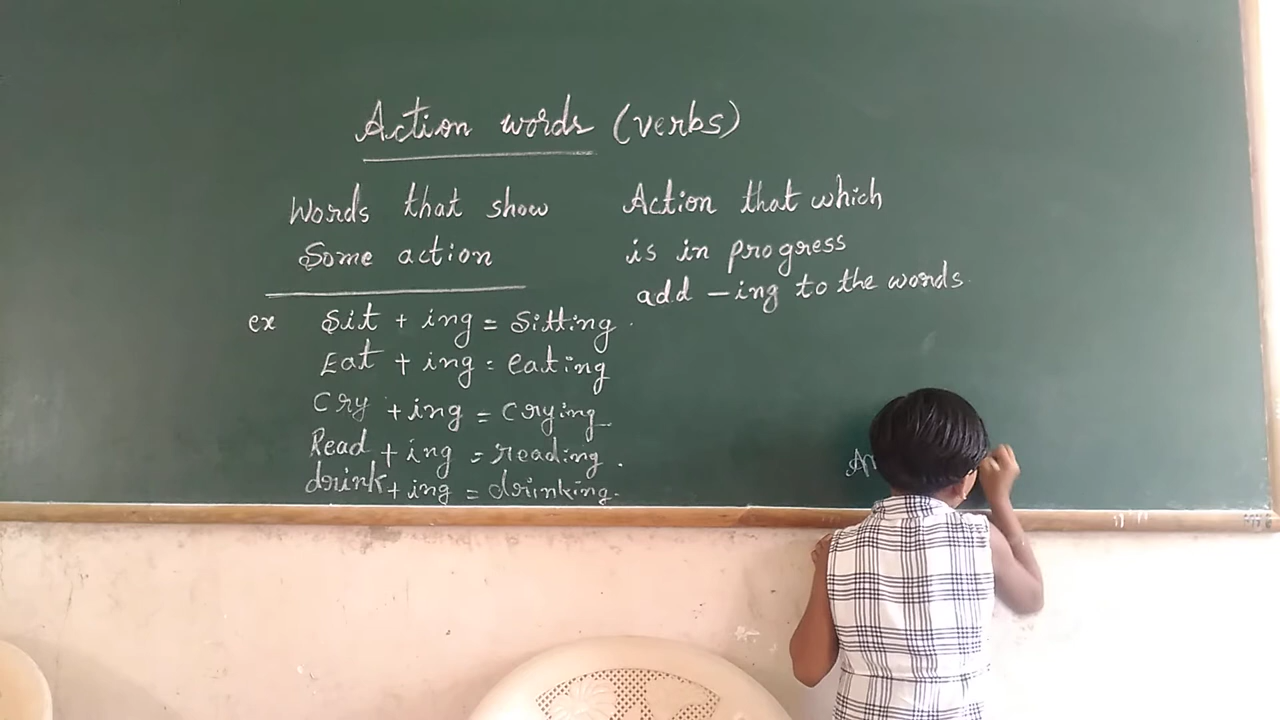 Action words (verbs)
Words that show
Some action
Action that which
is in progress
add -ing to the words.
ex Sit + ing = Sitting.
Eat + ing = eating
Cry + ing = Crying.
Read + ing = reading.
drink + ing = drinking.